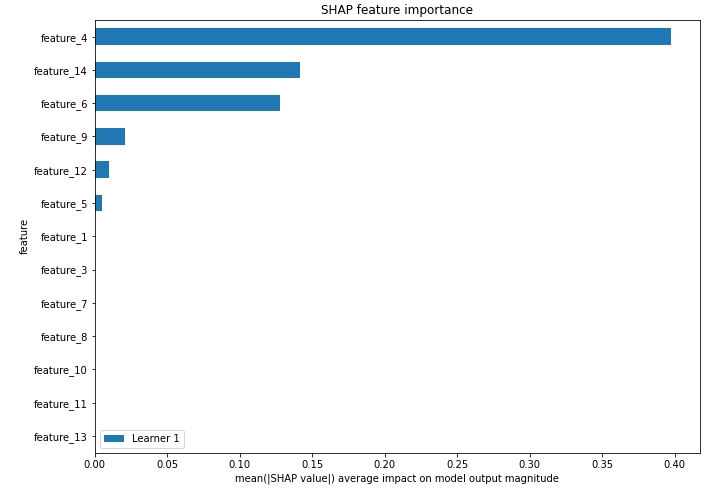 SHAP feature importance
feature_4
feature_14
feature_6
feature_9
feature_12
feature_5
feature_1
feature_3
feature_7
feature_8
feature_10
feature_11
feature_13
feature
Learner 1
0.00 0.05 0.10 0.15 0.20 0.25 0.30 0.35 0.40
mean(|SHAP value|) average impact on model output magnitude